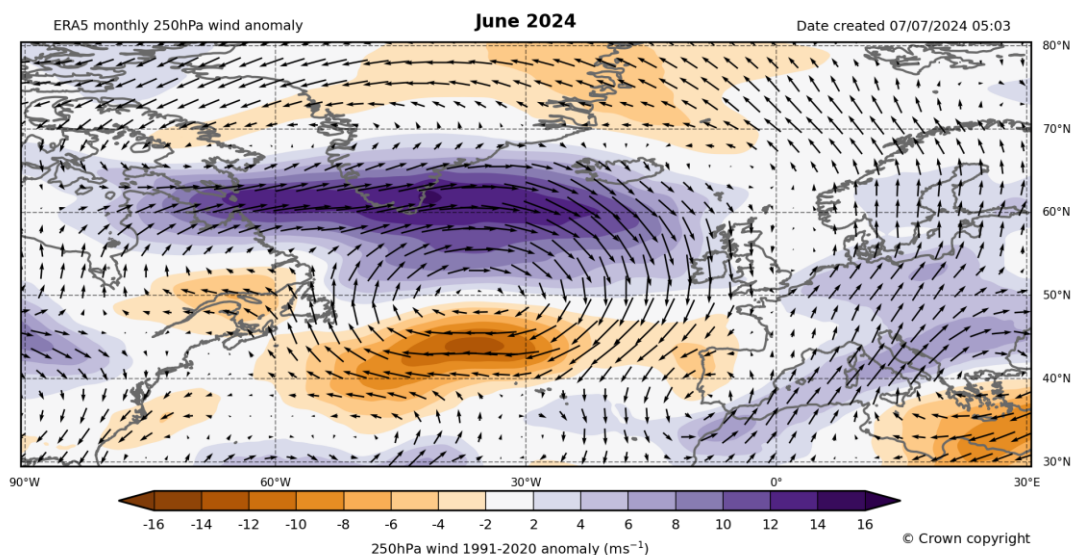 ERA5 monthly 250hPa wind anomaly
June 2024
Date created 07/07/2024 05:03
80°N
70°N
60°N
50°N
40°N
30°N
90°W 60°W 30°W 0° 30°E
-16 -14 -12 -10 -8 -6 -4 -2 2 4 6 8 10 12 14 16
250hPa wind 1991-2020 anomaly (ms⁻¹)
© Crown copyright